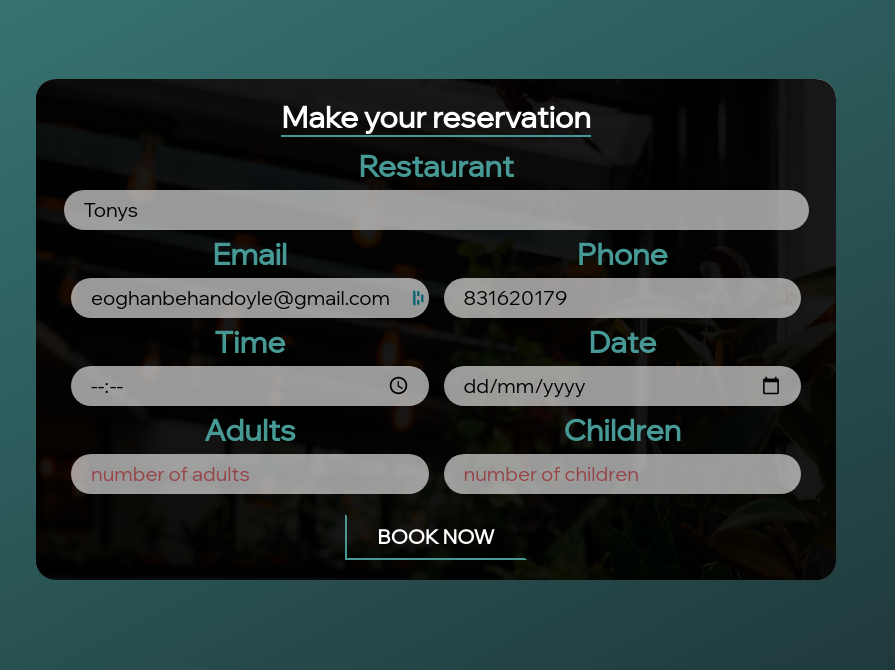 Make your reservation
Restaurant
Tonys
Email Phone
eoghanbehandoyle@gmail.com 831620179
Time Date
--:-- dd/mm/yyyy
Adults Children
number of adults number of children
BOOK NOW